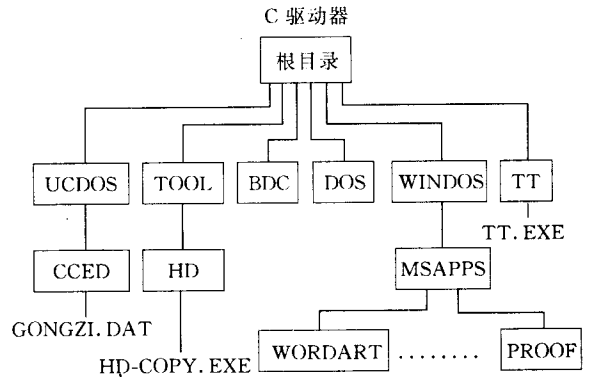 C 驱动器
根目录
UCDOS TOOL BDC DOS WINDOS TT
TT.EXE
CCED HD MSAPPS
GONGZI.DAT
HD-COPY.EXE
WORDART ........ PROOF